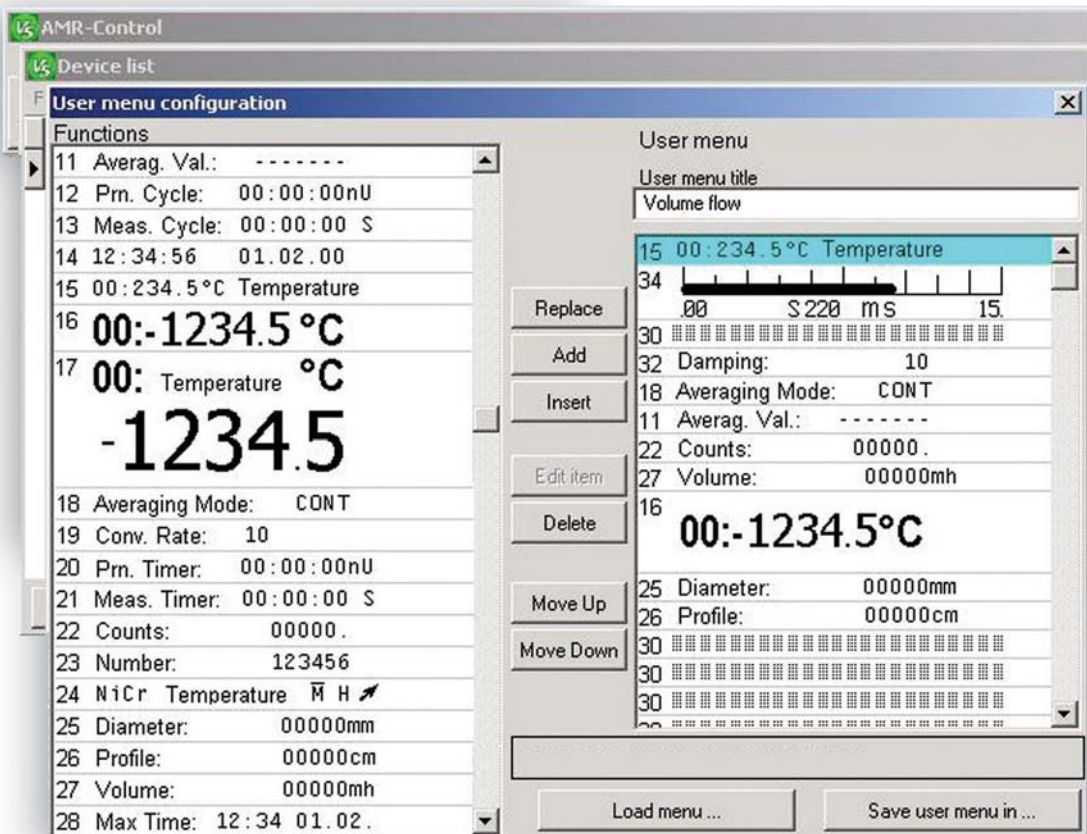 AMR-Control
Device list
F
User menu configuration
Functions
11 Averag. Val.: -------
12 Prn. Cycle: 00:00:00nU
13 Meas. Cycle: 00:00:00 S
14 12:34:56 01.02.00
15 00:234.5°C Temperature
16 00:-1234.5 °C
17 00: Temperature °C
-1234.5
18 Averaging Mode: CONT
19 Conv. Rate: 10
20 Prn. Timer: 00:00:00nU
21 Meas. Timer: 00:00:00 S
22 Counts: 00000.
23 Number: 123456
24 NiCr Temperature M̅ H
25 Diameter: 00000mm
26 Profile: 00000cm
27 Volume: 00000mh
28 Max Time: 12:34 01.02.
Replace
Add
Insert
Edit item
Delete
Move Up
Move Down
User menu
User menu title
Volume flow
15 00:234.5°C Temperature
34
.00 S220 ms 15.
30
32 Damping: 10
18 Averaging Mode: CONT
11 Averag. Val.: -------
22 Counts: 00000.
27 Volume: 00000mh
16 00:-1234.5°C
25 Diameter: 00000mm
26 Profile: 00000cm
30
30
30
Load menu ...
Save user menu in ...